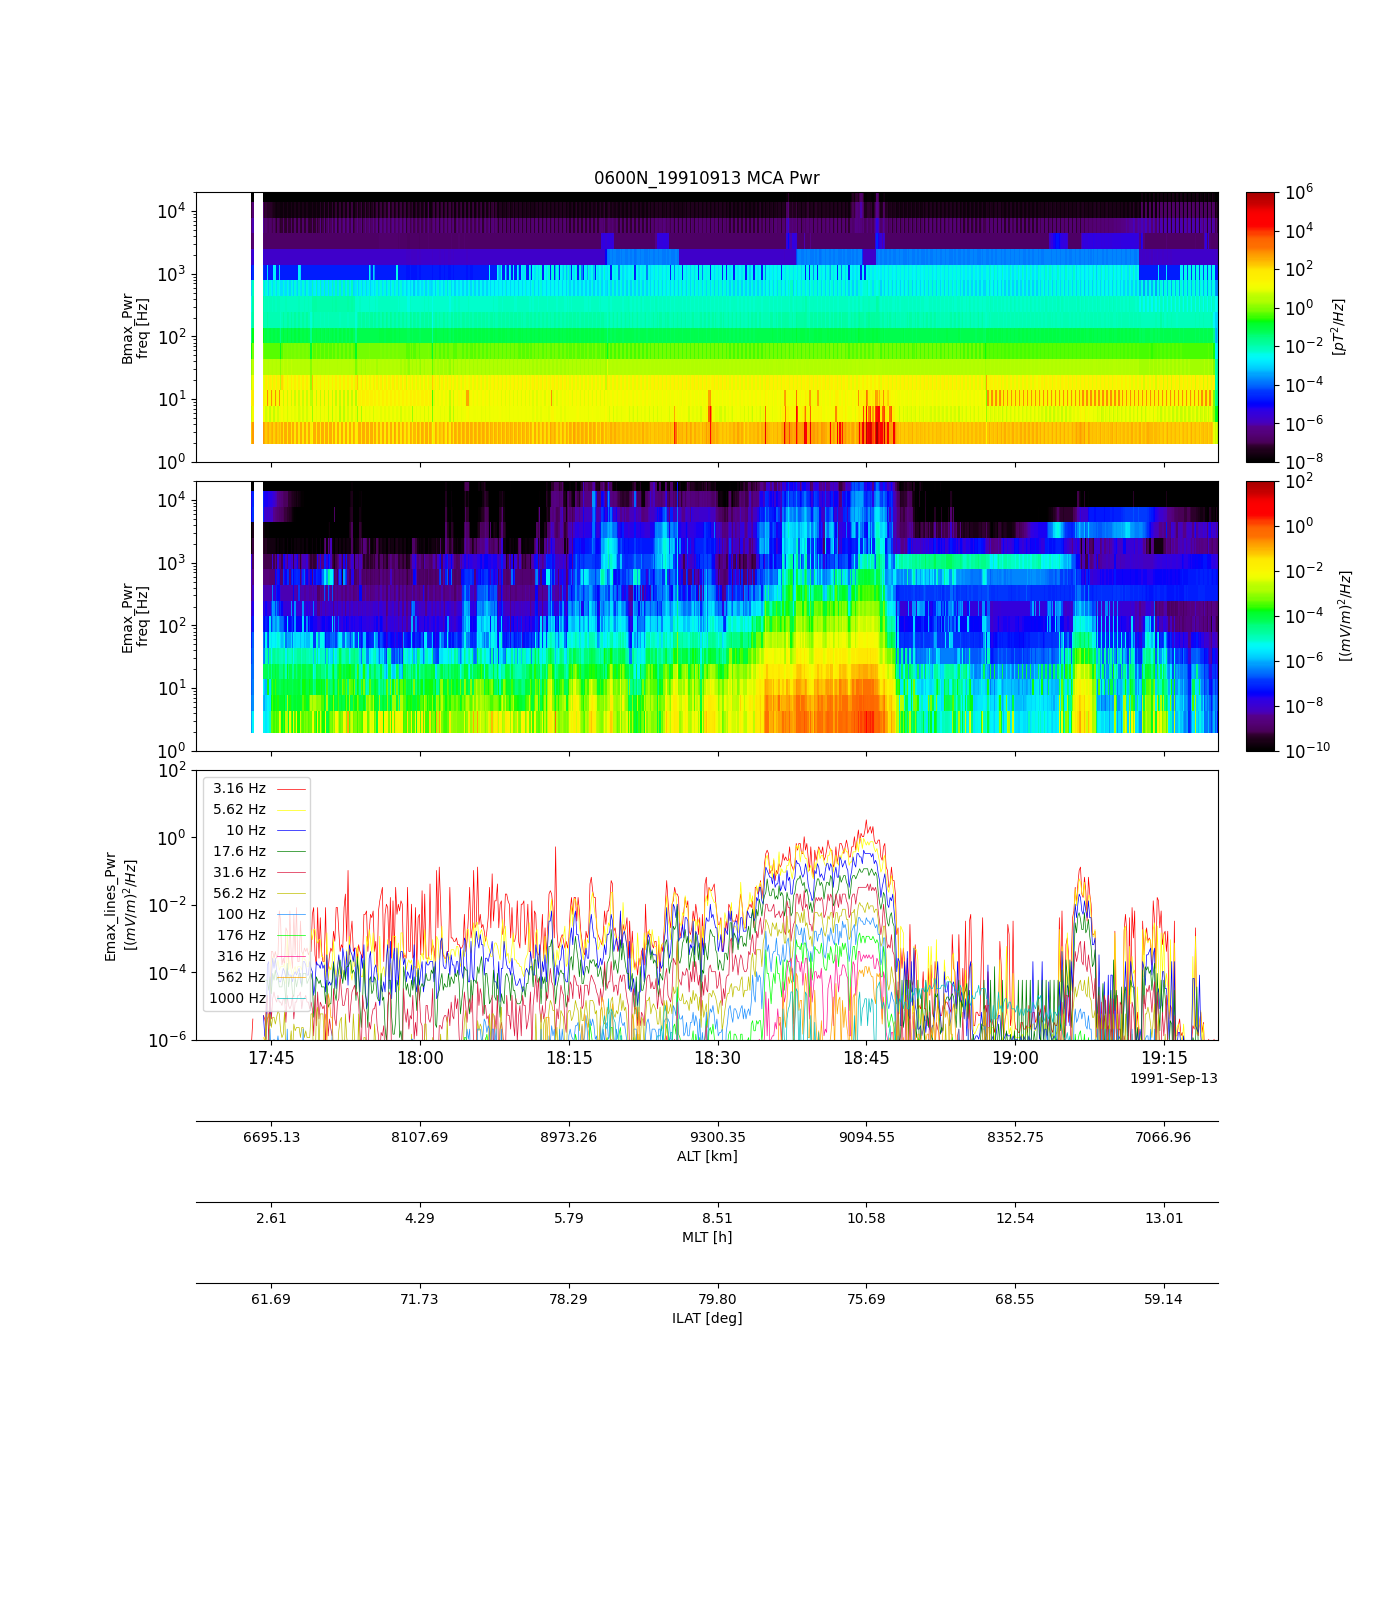 0600N_19910913 MCA Pwr
10^4
10^3
10^2
10^1
10^0
Bmax_Pwr
freq [Hz]
10^6
10^4
10^2
10^0
10^-2
10^-4
10^-6
10^-8
[pT^2/Hz]
10^4
10^3
10^2
10^1
10^0
Emax_Pwr
freq [Hz]
10^2
10^0
10^-2
10^-4
10^-6
10^-8
10^-10
[(mV/m)^2/Hz]
10^2
10^0
10^-2
10^-4
10^-6
Emax_lines_Pwr
[(mV/m)^2/Hz]
3.16 Hz
5.62 Hz
10 Hz
17.6 Hz
31.6 Hz
56.2 Hz
100 Hz
176 Hz
316 Hz
562 Hz
1000 Hz
17:45 18:00 18:15 18:30 18:45 19:00 19:15
1991-Sep-13
6695.13 8107.69 8973.26 9300.35 9094.55 8352.75 7066.96
ALT [km]
2.61 4.29 5.79 8.51 10.58 12.54 13.01
MLT [h]
61.69 71.73 78.29 79.80 75.69 68.55 59.14
ILAT [deg]